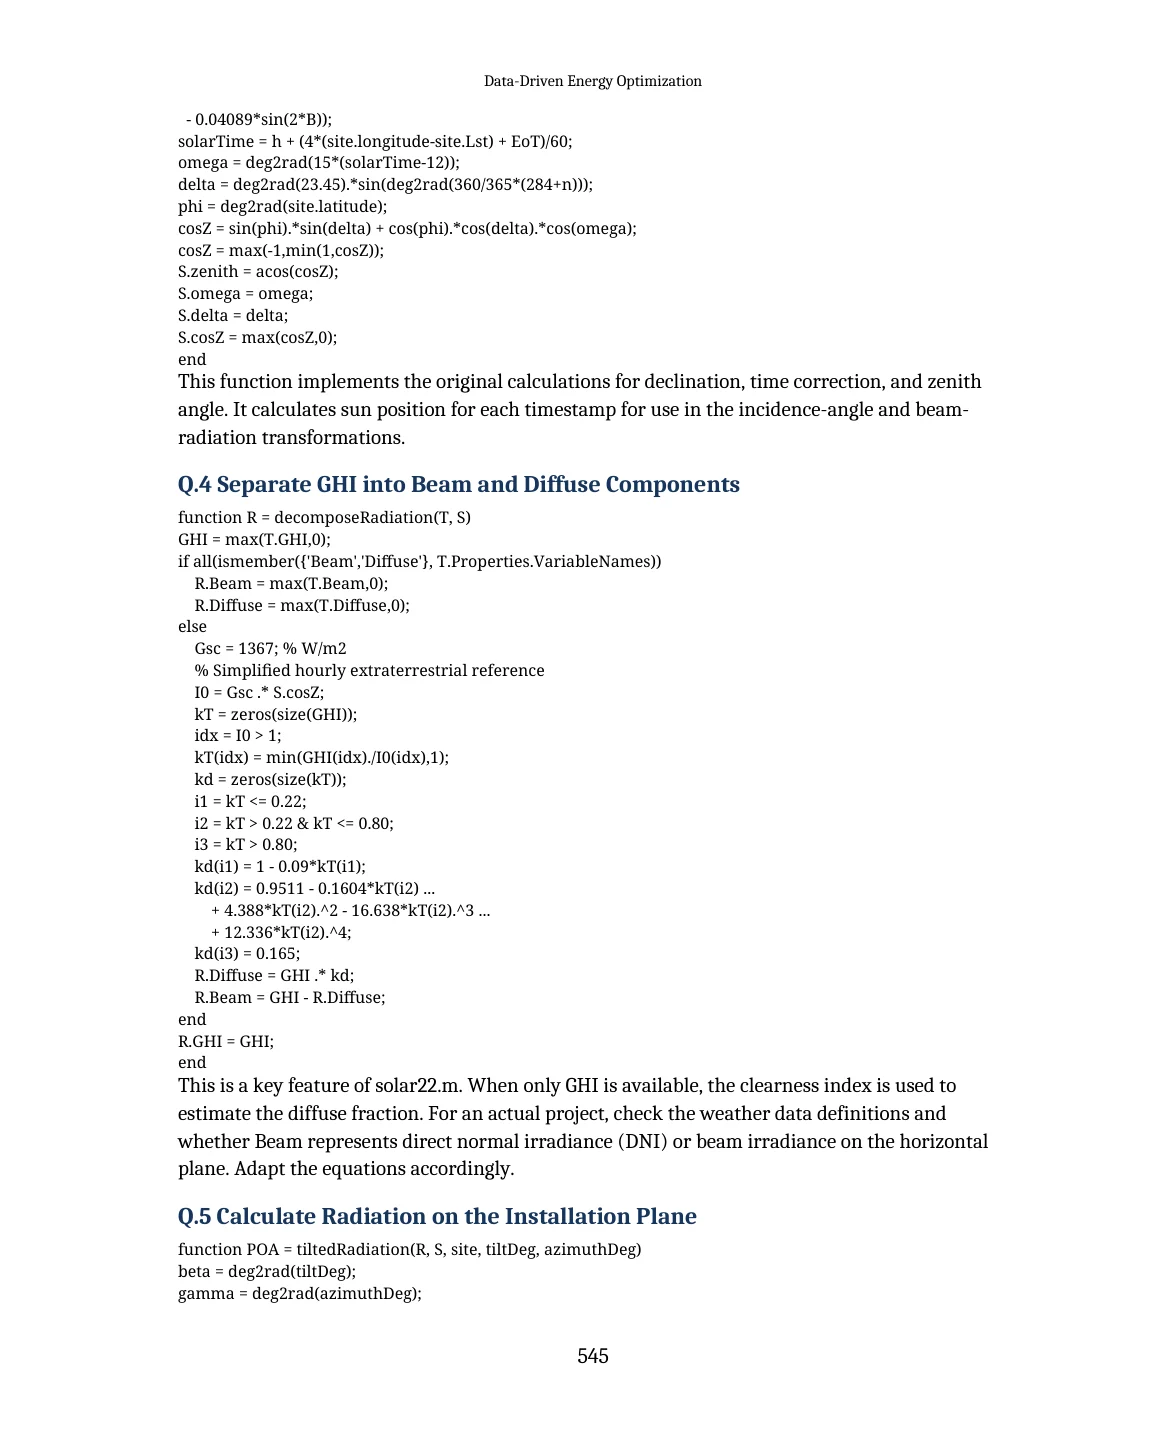 Data-Driven Energy Optimization
- 0.04089*sin(2*B));
solarTime = h + (4*(site.longitude-site.Lst) + EoT)/60;
omega = deg2rad(15*(solarTime-12));
delta = deg2rad(23.45).*sin(deg2rad(360/365*(284+n)));
phi = deg2rad(site.latitude);
cosZ = sin(phi).*sin(delta) + cos(phi).*cos(delta).*cos(omega);
cosZ = max(-1,min(1,cosZ));
S.zenith = acos(cosZ);
S.omega = omega;
S.delta = delta;
S.cosZ = max(cosZ,0);
end
This function implements the original calculations for declination, time correction, and zenith
angle. It calculates sun position for each timestamp for use in the incidence-angle and beam-
radiation transformations.
Q.4 Separate GHI into Beam and Diffuse Components
function R = decomposeRadiation(T, S)
GHI = max(T.GHI,0);
if all(ismember({'Beam','Diffuse'}, T.Properties.VariableNames))
    R.Beam = max(T.Beam,0);
    R.Diffuse = max(T.Diffuse,0);
else
    Gsc = 1367; % W/m2
    % Simplified hourly extraterrestrial reference
    I0 = Gsc .* S.cosZ;
    kT = zeros(size(GHI));
    idx = I0 > 1;
    kT(idx) = min(GHI(idx)./I0(idx),1);
    kd = zeros(size(kT));
    i1 = kT <= 0.22;
    i2 = kT > 0.22 & kT <= 0.80;
    i3 = kT > 0.80;
    kd(i1) = 1 - 0.09*kT(i1);
    kd(i2) = 0.9511 - 0.1604*kT(i2) ...
        + 4.388*kT(i2).^2 - 16.638*kT(i2).^3 ...
        + 12.336*kT(i2).^4;
    kd(i3) = 0.165;
    R.Diffuse = GHI .* kd;
    R.Beam = GHI - R.Diffuse;
end
R.GHI = GHI;
end
This is a key feature of solar22.m. When only GHI is available, the clearness index is used to
estimate the diffuse fraction. For an actual project, check the weather data definitions and
whether Beam represents direct normal irradiance (DNI) or beam irradiance on the horizontal
plane. Adapt the equations accordingly.
Q.5 Calculate Radiation on the Installation Plane
function POA = tiltedRadiation(R, S, site, tiltDeg, azimuthDeg)
beta = deg2rad(tiltDeg);
gamma = deg2rad(azimuthDeg);
545